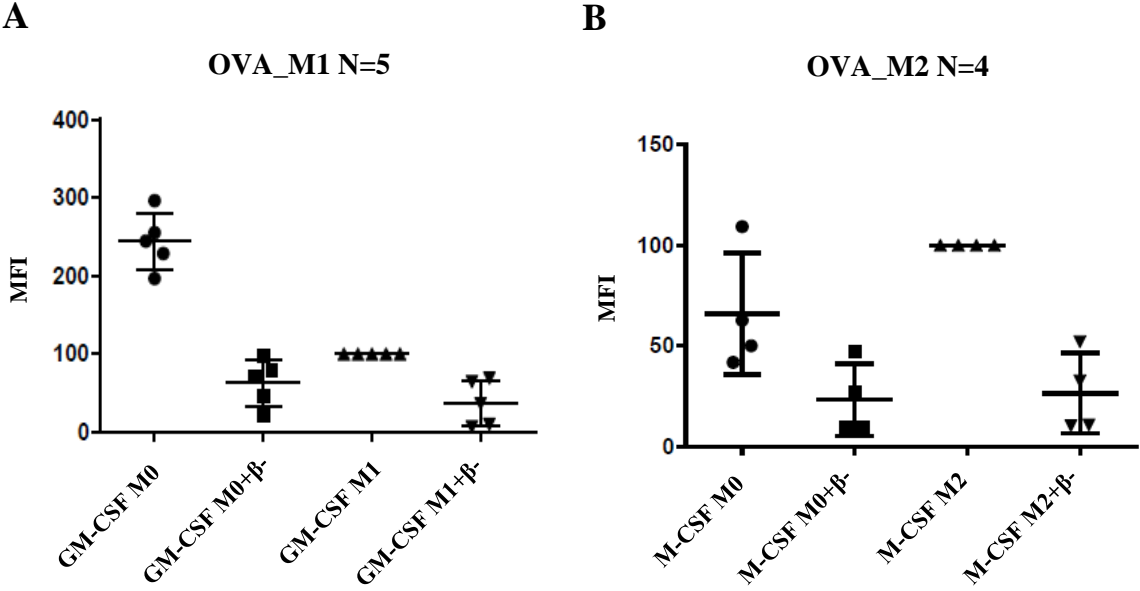 A
OVA_M1 N=5
MFI
400
300
200
100
0
GM-CSF M0
GM-CSF M0+β-
GM-CSF M1
GM-CSF M1+β-
B
OVA_M2 N=4
MFI
150
100
50
0
M-CSF M0
M-CSF M0+β-
M-CSF M2
M-CSF M2+β-